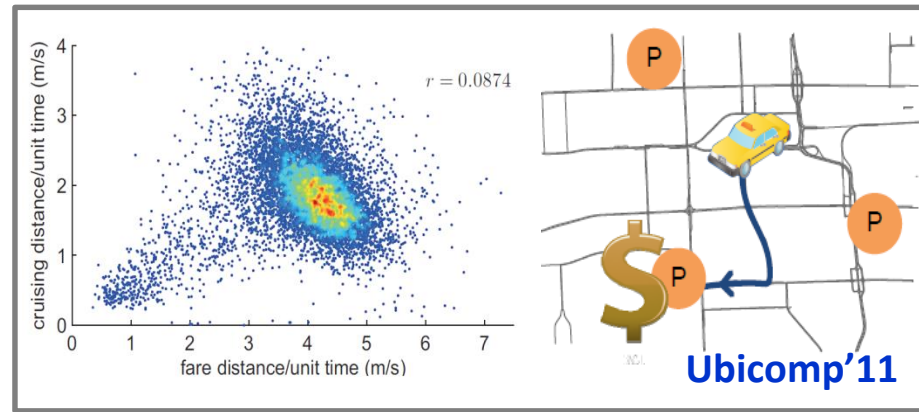 cruising distance/unit time (m/s)
4
3
2
1
0
r = 0.0874
0 1 2 3 4 5 6 7
fare distance/unit time (m/s)
P
P
P
$
Ubicomp'11